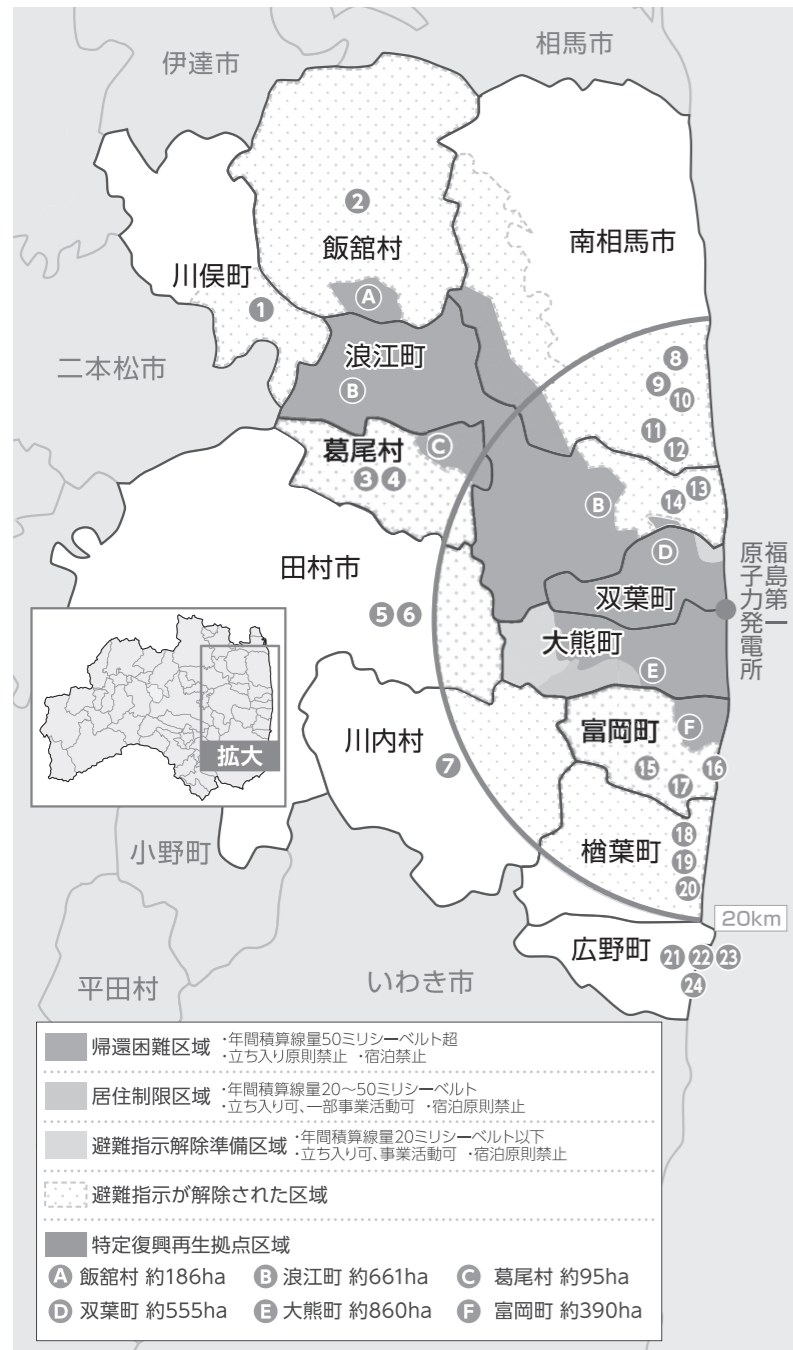 相馬市
伊達市
❷
飯舘村
南相馬市
川俣町
❶
Ⓐ
浪江町
二本松市
Ⓑ
❽
❾
❿
⓫
⓬
葛尾村
Ⓒ
❸❹
Ⓑ
⓭
⓮
Ⓓ
福島第一
原子力発電所
田村市
双葉町
❺❻
大熊町
Ⓔ
拡大
川内村
❼
富岡町
Ⓕ
⓯
⓰
⓱
小野町
楢葉町
⓲
⓳
⓴
20km
広野町
㉑㉒㉓
㉔
平田村
いわき市
帰還困難区域
・年間積算線量50ミリシーベルト超
・立ち入り原則禁止 ・宿泊禁止
居住制限区域
・年間積算線量20〜50ミリシーベルト
・立ち入り可、一部事業活動可 ・宿泊原則禁止
避難指示解除準備区域
・年間積算線量20ミリシーベルト以下
・立ち入り可、事業活動可 ・宿泊原則禁止
避難指示が解除された区域
特定復興再生拠点区域
Ⓐ 飯舘村 約186ha Ⓑ 浪江町 約661ha Ⓒ 葛尾村 約95ha
Ⓓ 双葉町 約555ha Ⓔ 大熊町 約860ha Ⓕ 富岡町 約390ha